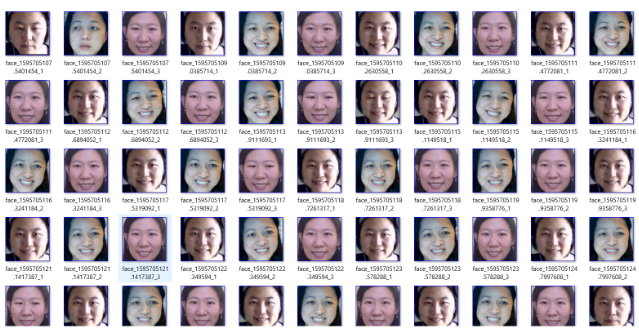 face_1595705107
.5401454_1
face_1595705107
.5401454_2
face_1595705107
.5401454_3
face_1595705109
.0385714_1
face_1595705109
.0385714_2
face_1595705109
.0385714_3
face_1595705110
.2630558_1
face_1595705110
.2630558_2
face_1595705110
.2630558_3
face_1595705111
.4772081_1
face_1595705111
.4772081_2
face_1595705111
.4772081_3
face_1595705112
.6894052_1
face_1595705112
.6894052_2
face_1595705112
.6894052_3
face_1595705113
.9111693_1
face_1595705113
.9111693_2
face_1595705113
.9111693_3
face_1595705115
.1149518_1
face_1595705115
.1149518_2
face_1595705115
.1149518_3
face_1595705116
.3241184_1
face_1595705116
.3241184_2
face_1595705116
.3241184_3
face_1595705117
.5319092_1
face_1595705117
.5319092_2
face_1595705117
.5319092_3
face_1595705118
.7261317_1
face_1595705118
.7261317_2
face_1595705118
.7261317_3
face_1595705119
.9358776_1
face_1595705119
.9358776_2
face_1595705119
.9358776_3
face_1595705121
.1417387_1
face_1595705121
.1417387_2
face_1595705121
.1417387_3
face_1595705122
.349594_1
face_1595705122
.349594_2
face_1595705122
.349594_3
face_1595705123
.578288_1
face_1595705123
.578288_2
face_1595705123
.578288_3
face_1595705124
.7997608_1
face_1595705124
.7997608_2